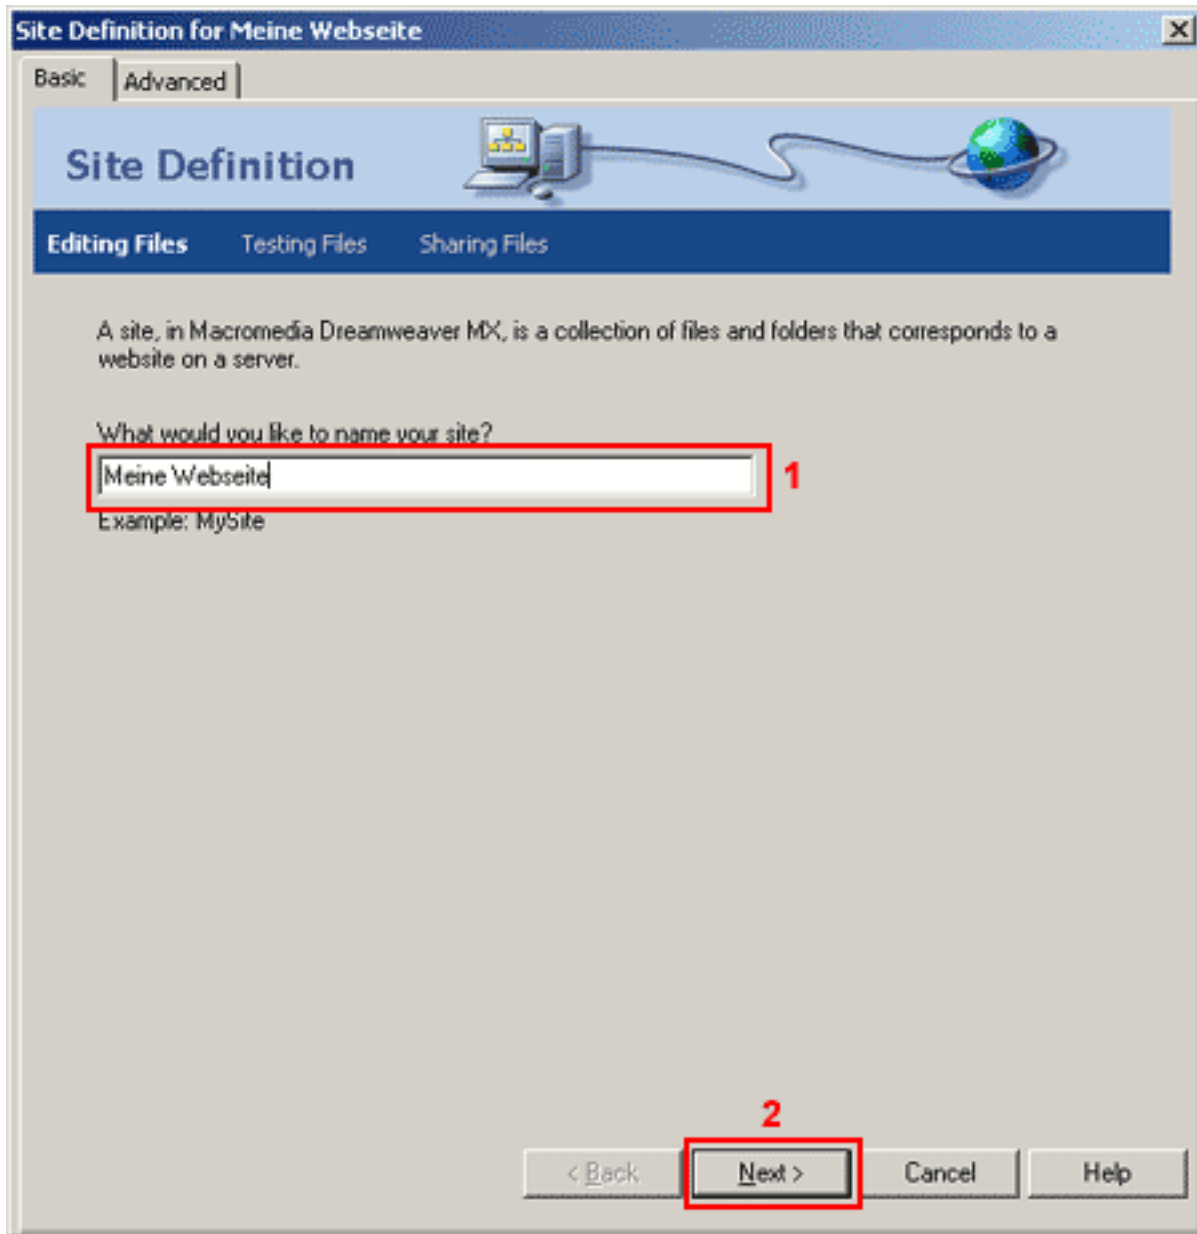 Site Definition for Meine Webseite
Basic
Advanced
Site Definition
Editing Files
Testing Files
Sharing Files
A site, in Macromedia Dreamweaver MX, is a collection of files and folders that corresponds to a
website on a server.
What would you like to name your site?
Meine Webseite
1
Example: MySite
2
< Back
Next >
Cancel
Help